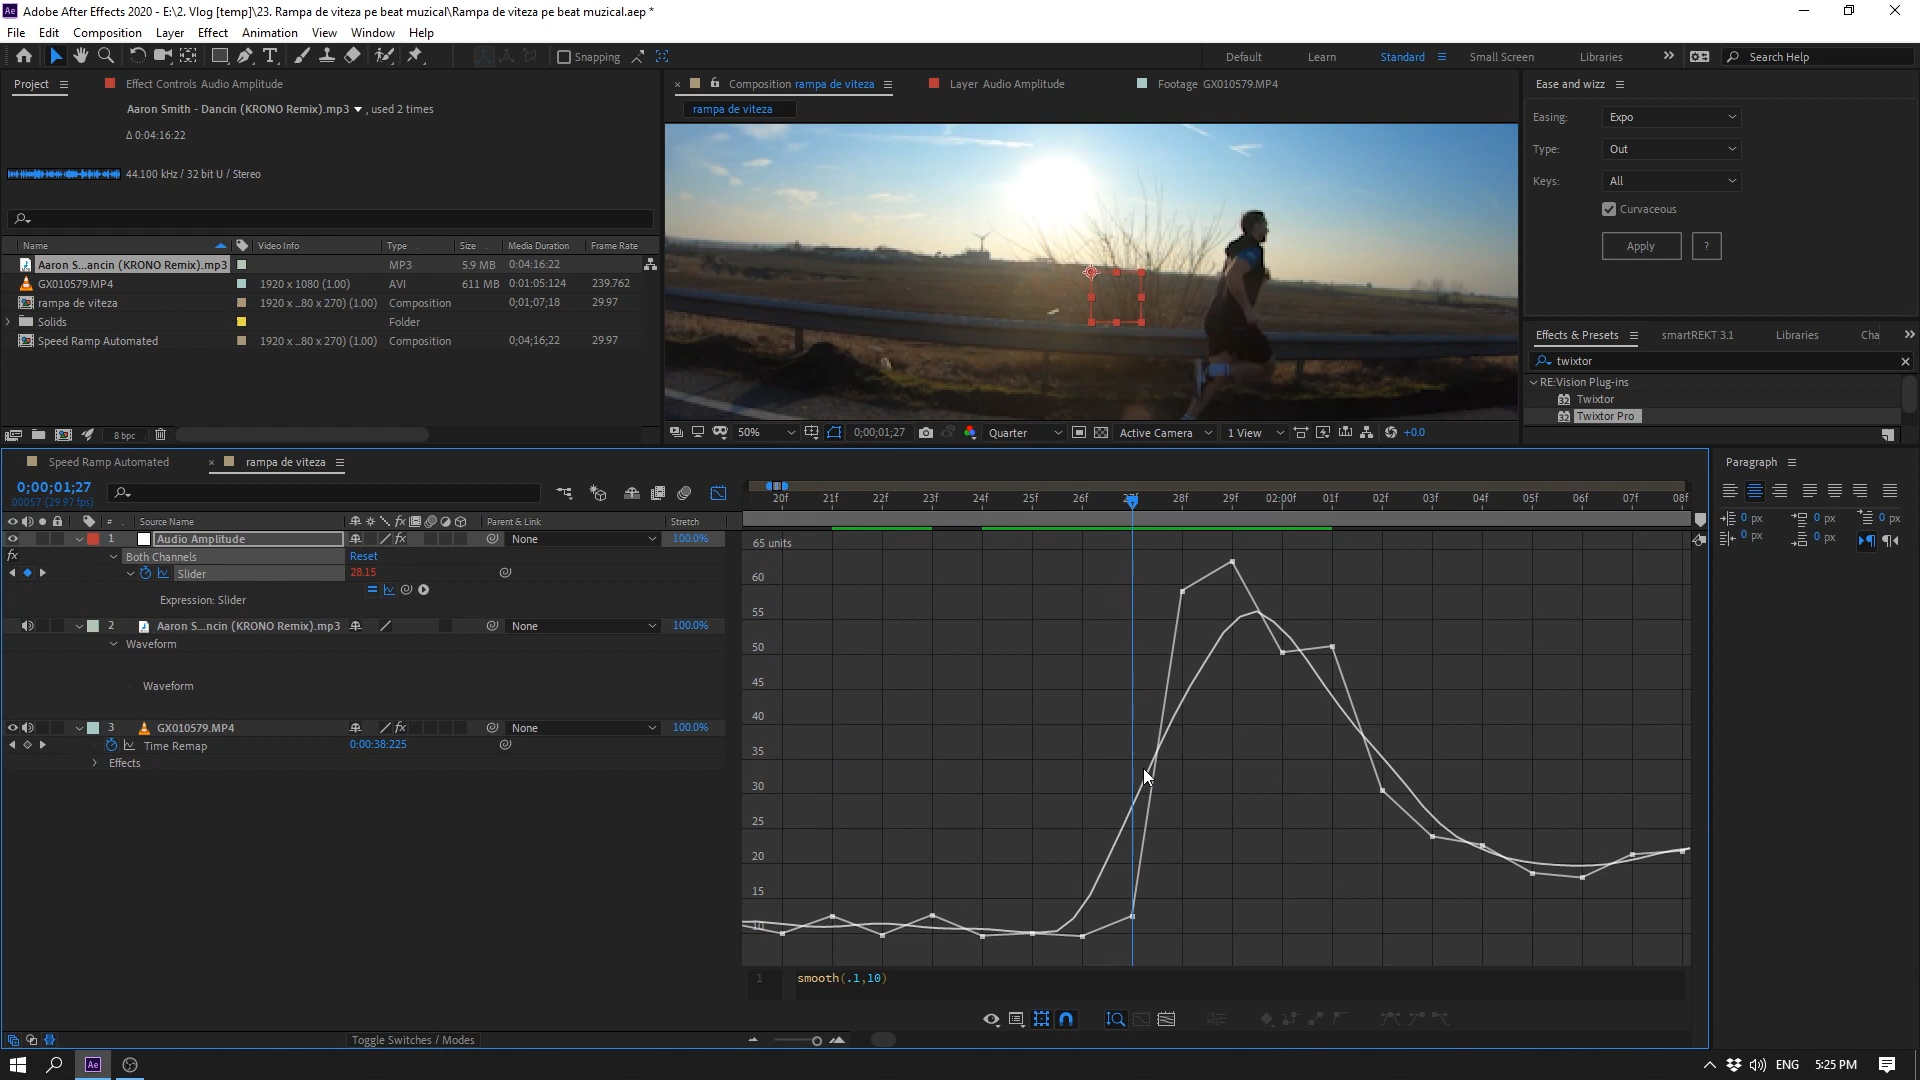 Adobe After Effects 2020 - E:\2. Vlog [temp]\23. Rampa de viteza pe beat muzical\Rampa de viteza pe beat muzical.aep *
File Edit Composition Layer Effect Animation View Window Help
Snapping Default Learn Standard Small Screen Libraries Search Help
Project Effect Controls Audio Amplitude
Aaron Smith - Dancin (KRONO Remix).mp3 , used 2 times
Δ 0:04:16:22
44.100 kHz / 32 bit U / Stereo
Name Video Info Type Size Media Duration Frame Rate
Aaron S...ancin (KRONO Remix).mp3 MP3 5.9 MB 0:04:16:22
GX010579.MP4 1920 x 1080 (1.00) AVI 611 MB 0:01:05:124 239.762
rampa de viteza 1920 x ...80 x 270) (1.00) Composition 0;01;07;18 29.97
Solids Folder
Speed Ramp Automated 1920 x ...80 x 270) (1.00) Composition 0;04;16;22 29.97
8 bpc
Composition rampa de viteza Layer Audio Amplitude Footage GX010579.MP4
rampa de viteza
50% 0;00;01;27 Quarter Active Camera 1 View +0.0
Ease and wizz
Easing: Expo
Type: Out
Keys: All
Curvaceous
Apply ?
Effects & Presets smartREKT 3.1 Libraries Cha
twixtor
RE:Vision Plug-ins
Twixtor
Twixtor Pro
Speed Ramp Automated rampa de viteza
0;00;01;27
00057 (29.97 fps)
# Source Name Parent & Link Stretch
1 Audio Amplitude None 100.0%
Both Channels Reset
Slider 28.15
Expression: Slider
2 Aaron S...ncin (KRONO Remix).mp3 None 100.0%
Waveform
Waveform
3 GX010579.MP4 None 100.0%
Time Remap 0:00:38:225
Effects
Toggle Switches / Modes
20f 21f 22f 23f 24f 25f 26f 27f 28f 29f 02:00f 01f 02f 03f 04f 05f 06f 07f 08f
65 units
60
55
50
45
40
35
30
25
20
15
10
1 smooth(.1,10)
Paragraph
0 px 0 px 0 px
0 px 0 px
ENG 5:25 PM